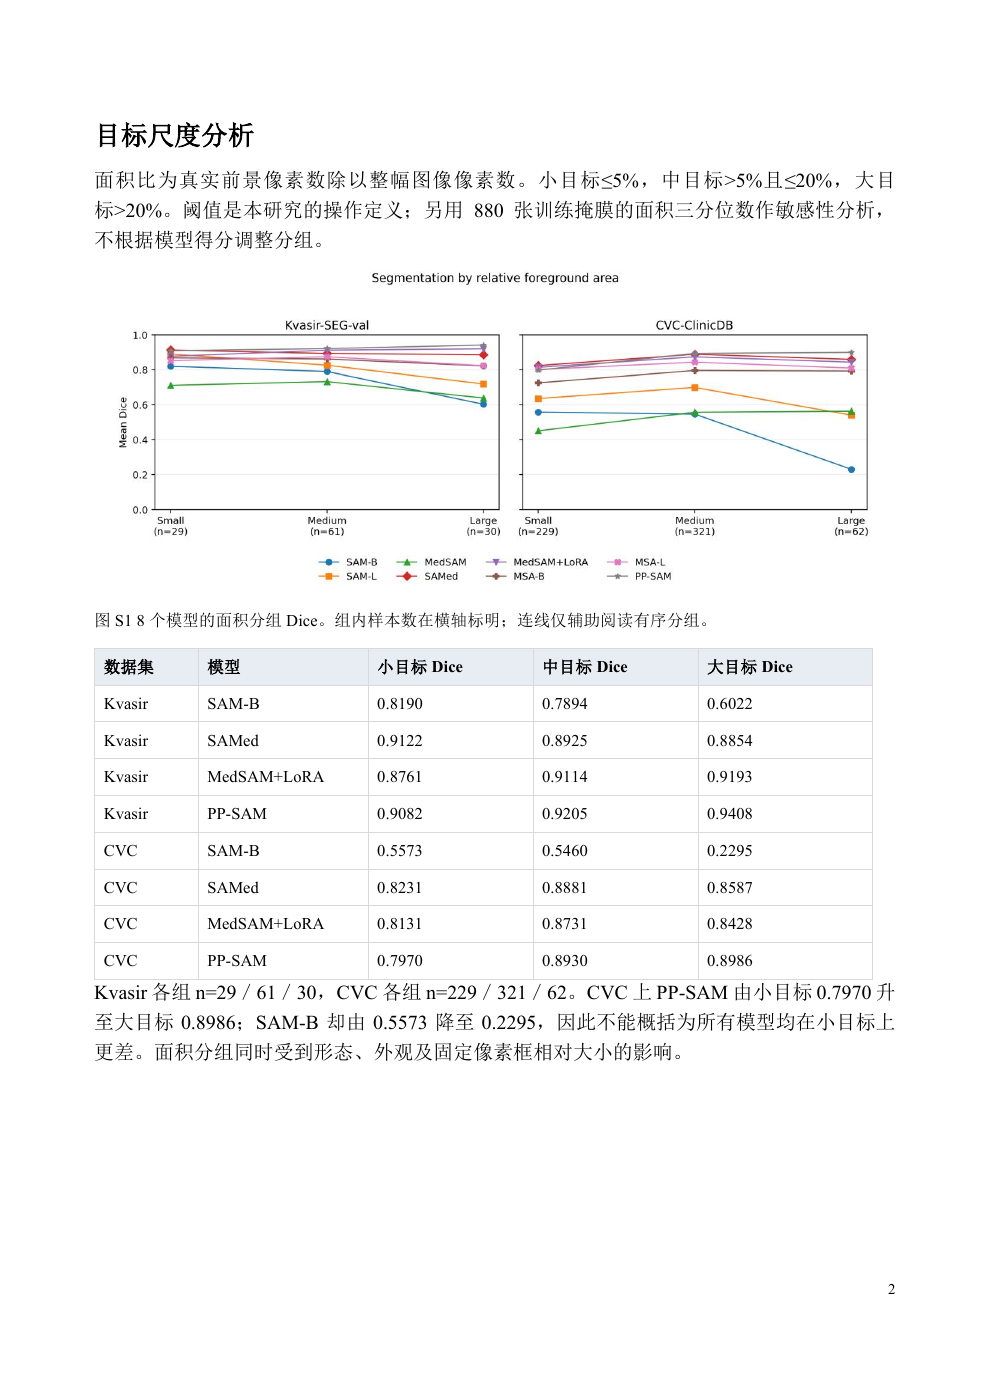 目标尺度分析
面积比为真实前景像素数除以整幅图像像素数。小目标≤5%，中目标>5%且≤20%，大目
标>20%。阈值是本研究的操作定义；另用 880 张训练掩膜的面积三分位数作敏感性分析，
不根据模型得分调整分组。
Segmentation by relative foreground area
Kvasir-SEG-val
CVC-ClinicDB
Mean Dice
1.0
0.8
0.6
0.4
0.2
0.0
Small Medium Large
(n=29) (n=61) (n=30)
Small Medium Large
(n=229) (n=321) (n=62)
SAM-B MedSAM MedSAM+LoRA MSA-L
SAM-L SAMed MSA-B PP-SAM
图 S1 8 个模型的面积分组 Dice。组内样本数在横轴标明；连线仅辅助阅读有序分组。
数据集 模型 小目标 Dice 中目标 Dice 大目标 Dice
Kvasir SAM-B 0.8190 0.7894 0.6022
Kvasir SAMed 0.9122 0.8925 0.8854
Kvasir MedSAM+LoRA 0.8761 0.9114 0.9193
Kvasir PP-SAM 0.9082 0.9205 0.9408
CVC SAM-B 0.5573 0.5460 0.2295
CVC SAMed 0.8231 0.8881 0.8587
CVC MedSAM+LoRA 0.8131 0.8731 0.8428
CVC PP-SAM 0.7970 0.8930 0.8986
Kvasir 各组 n=29 / 61 / 30，CVC 各组 n=229 / 321 / 62。CVC 上 PP-SAM 由小目标 0.7970 升
至大目标 0.8986；SAM-B 却由 0.5573 降至 0.2295，因此不能概括为所有模型均在小目标上
更差。面积分组同时受到形态、外观及固定像素框相对大小的影响。
2